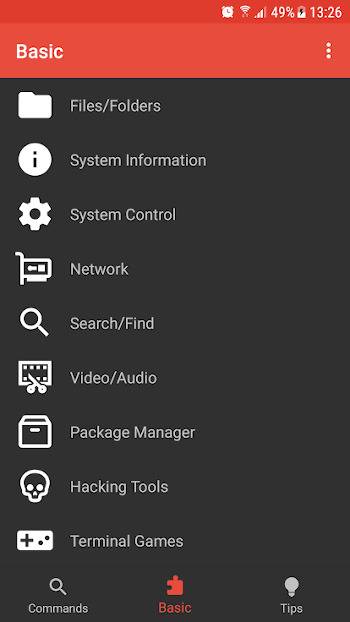 49% 13:26
Basic
Files/Folders
System Information
System Control
Network
Search/Find
Video/Audio
Package Manager
Hacking Tools
Terminal Games
Commands Basic Tips